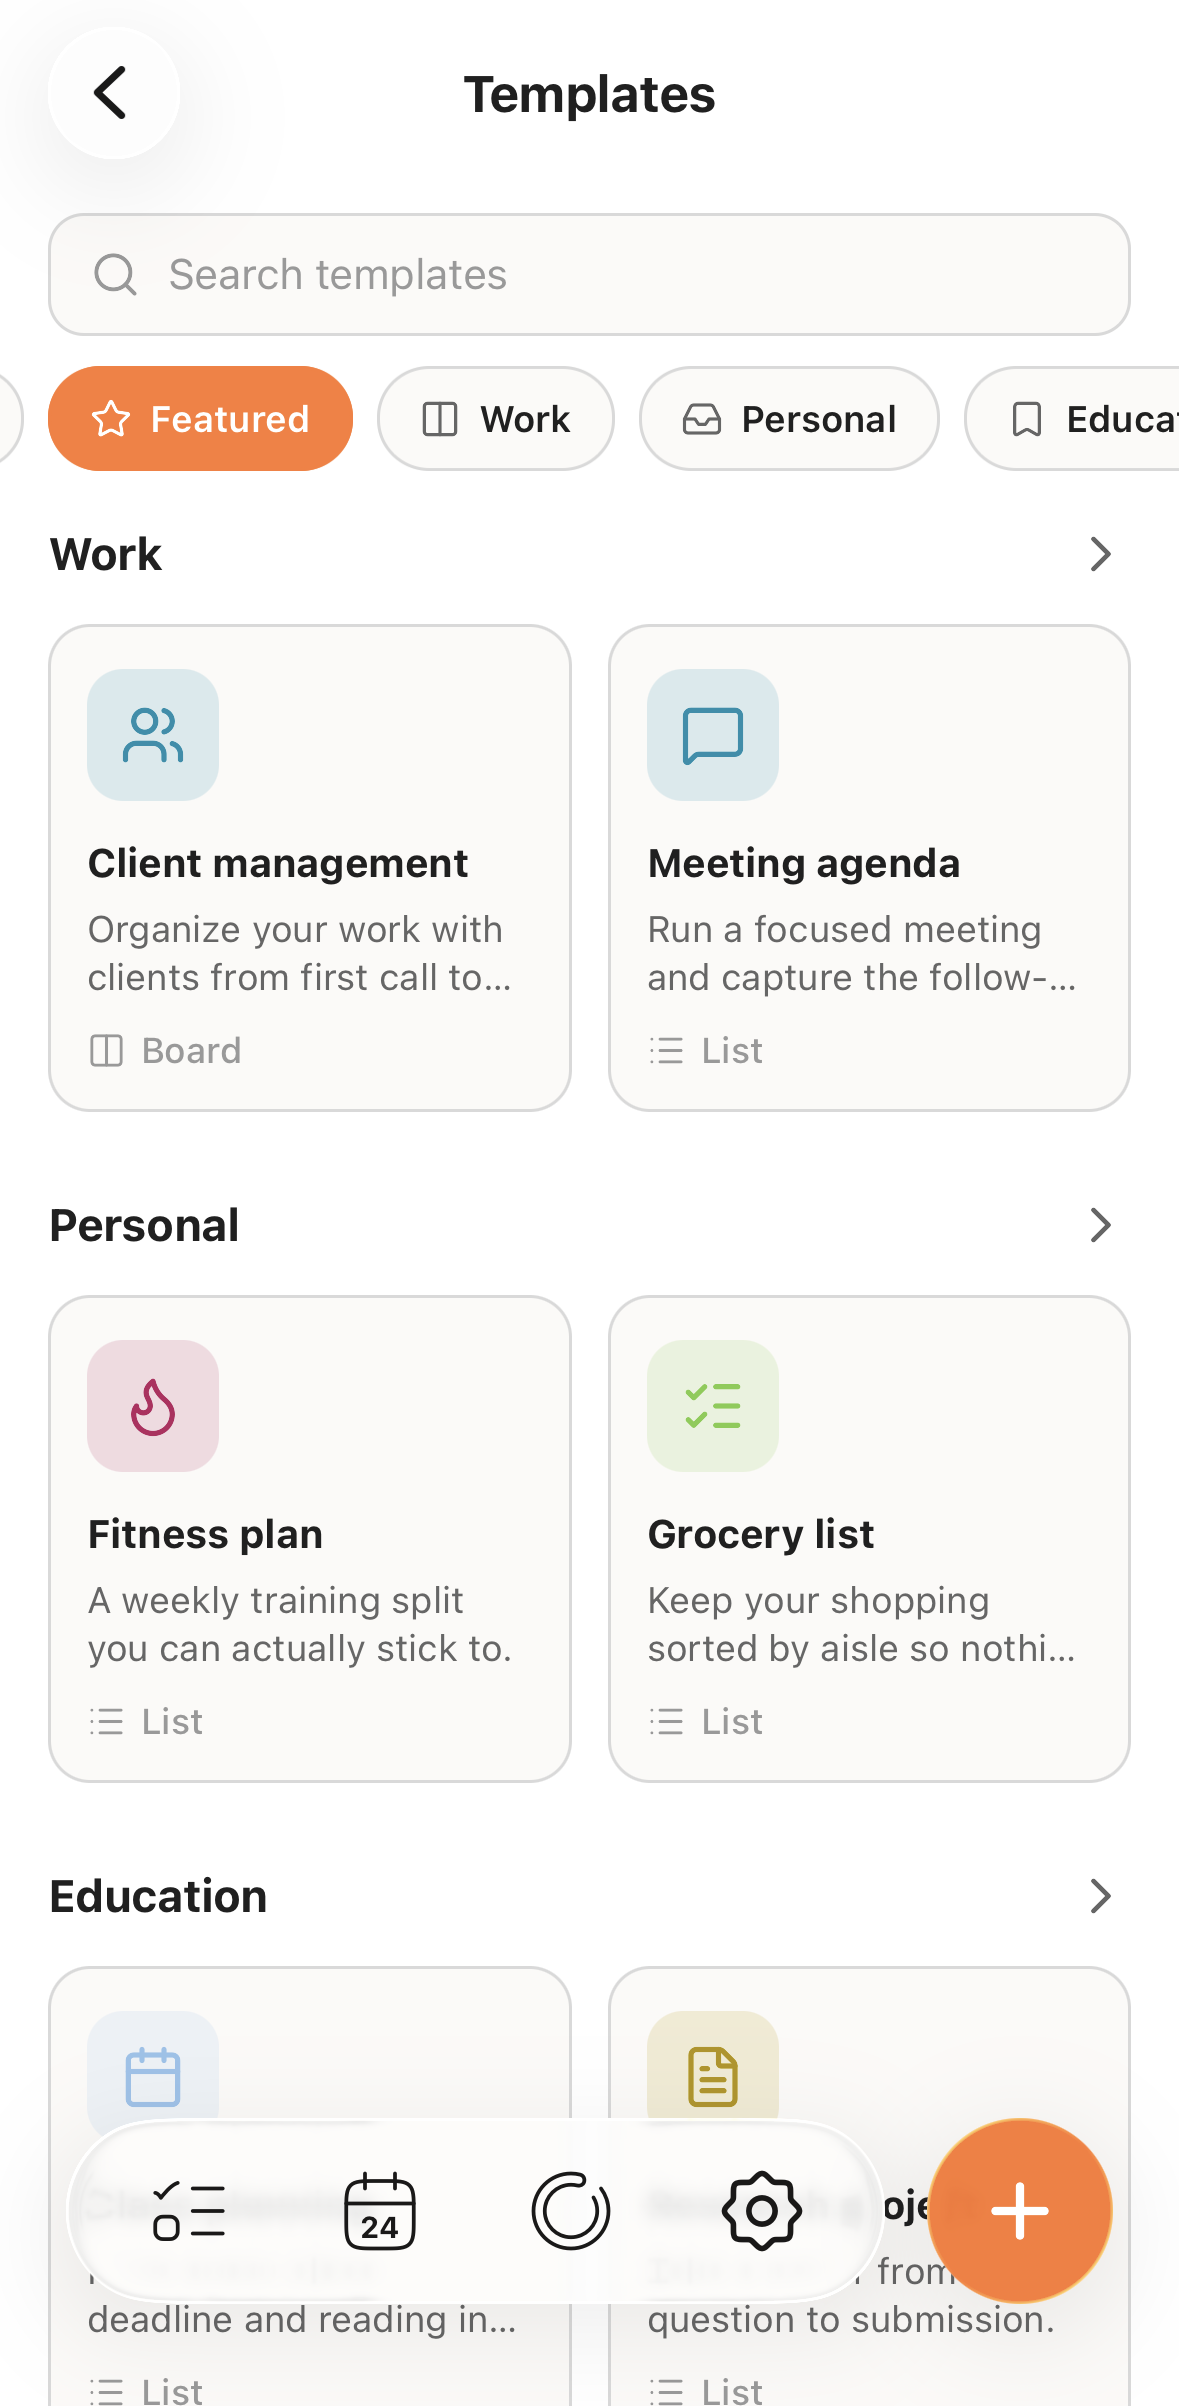 Templates
Search templates
Featured
Work
Personal
Educa
Work
Client management
Meeting agenda
Organize your work with
clients from first call to...
Run a focused meeting
and capture the follow-...
Board
List
Personal
Fitness plan
Grocery list
A weekly training split
you can actually stick to.
Keep your shopping
sorted by aisle so nothi...
List
List
Education
24
from
deadline and reading in...
question to submission.
List
List